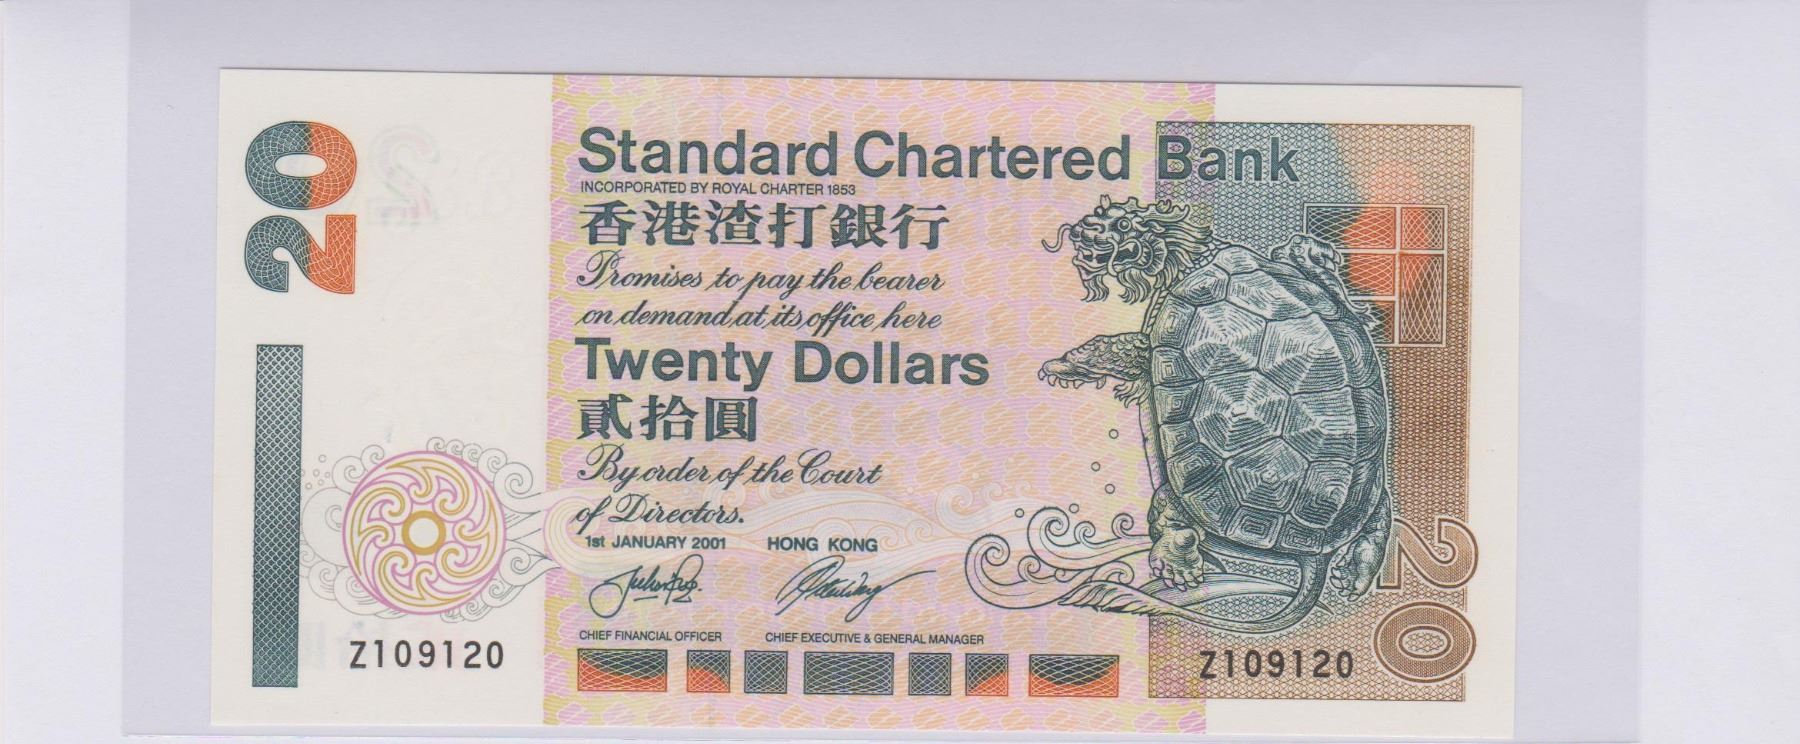 20
Standard Chartered Bank
INCORPORATED BY ROYAL CHARTER 1853
香港渣打銀行
Promises to pay the bearer
on demand at its office here
Twenty Dollars
貳拾圓
By order of the Court
of Directors.
1st JANUARY 2001 HONG KONG
CHIEF FINANCIAL OFFICER CHIEF EXECUTIVE & GENERAL MANAGER
Z109120
Z109120
20